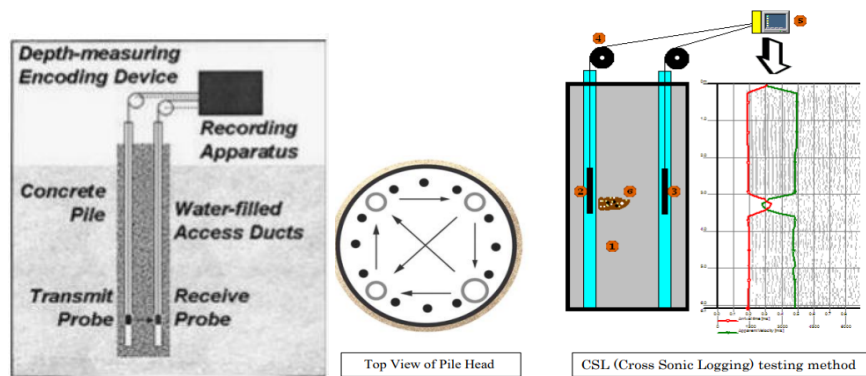 Depth-measuring
Encoding Device
Recording
Apparatus
Concrete
Pile
Water-filled
Access Ducts
Transmit
Probe
Receive
Probe
Top View of Pile Head
4
5
2
6
3
1
CSL (Cross Sonic Logging) testing method